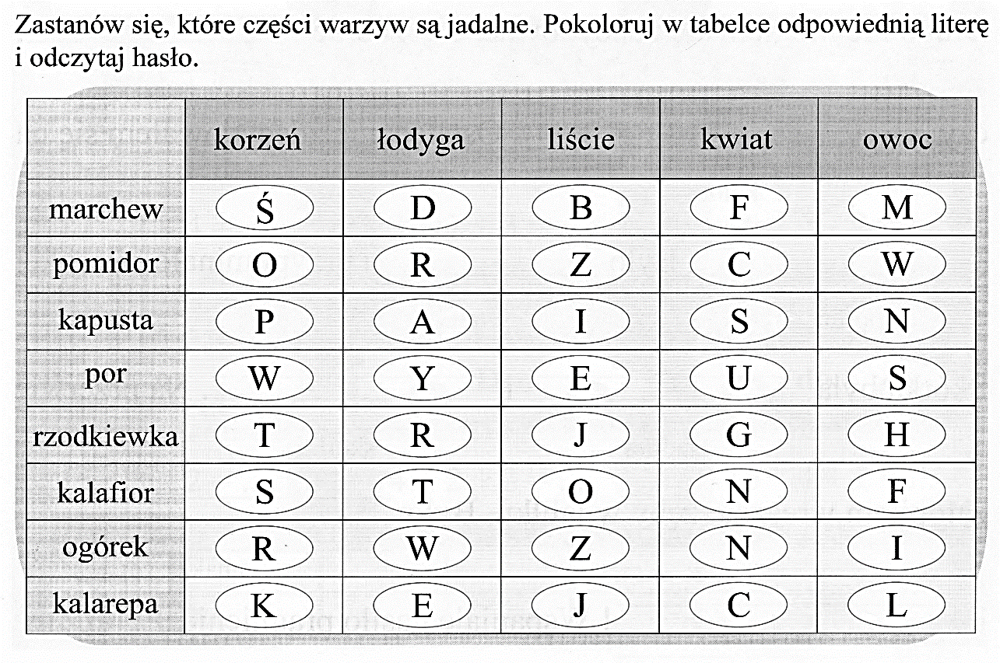 Zastanów się, które części warzyw są jadalne. Pokoloruj w tabelce odpowiednią literę
i odczytaj hasło.
korzeń łodyga liście kwiat owoc
marchew Ś D B F M
pomidor O R Z C W
kapusta P A I S N
por W Y E U S
rzodkiewka T R J G H
kalafior S T O N F
ogórek R W Z N I
kalarepa K E J C L